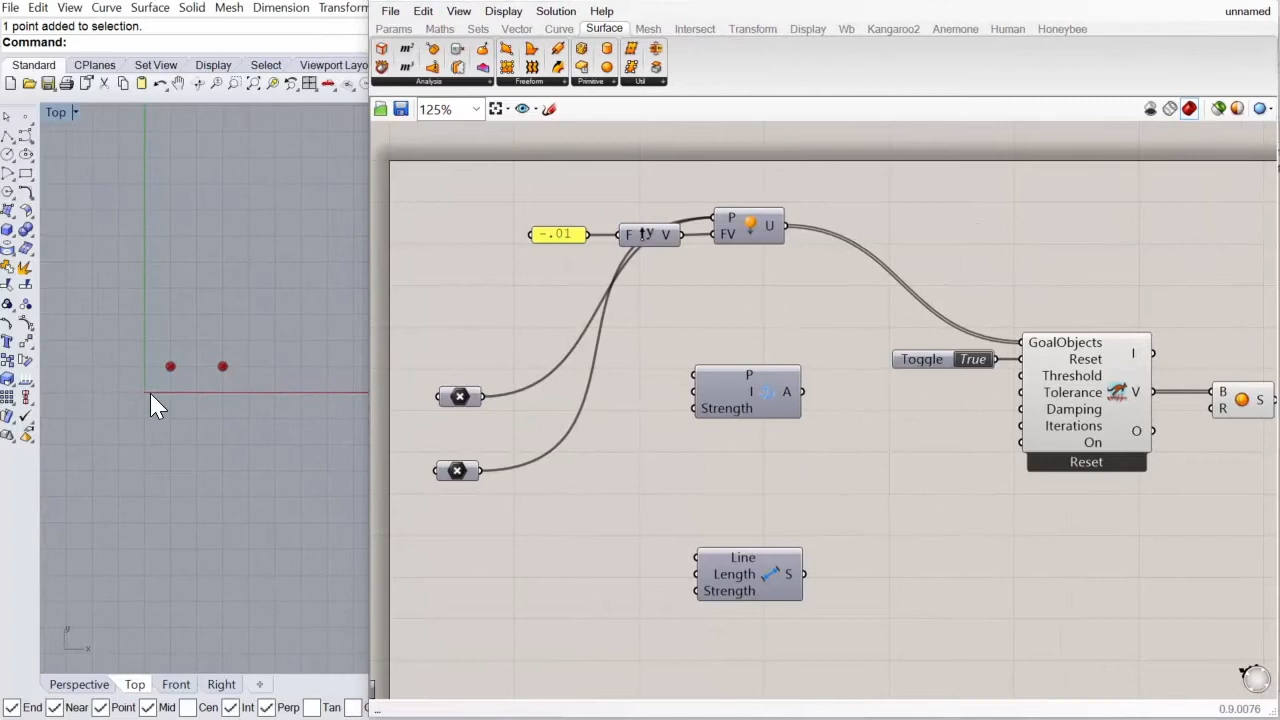 1 point added to selection.
Command:
File Edit View Curve Surface Solid Mesh Dimension Transform
Standard CPlanes Set View Display Select Viewport Layo
Top
Perspective Top Front Right
End Near Point Mid Cen Int Perp Tan
y
x
File Edit View Display Solution Help
unnamed
Params Maths Sets Vector Curve Surface Mesh Intersect Transform Display Wb Kangaroo2 Anemone Human Honeybee
m² m³
Analysis Freeform Primitive Util
125%
-.01
F y V
P U
FV
P
I A
Strength
Toggle True
GoalObjects
Reset I
Threshold
Tolerance V
Damping
Iterations O
On
Reset
B S
R
Line
Length S
Strength
...
0.9.0076